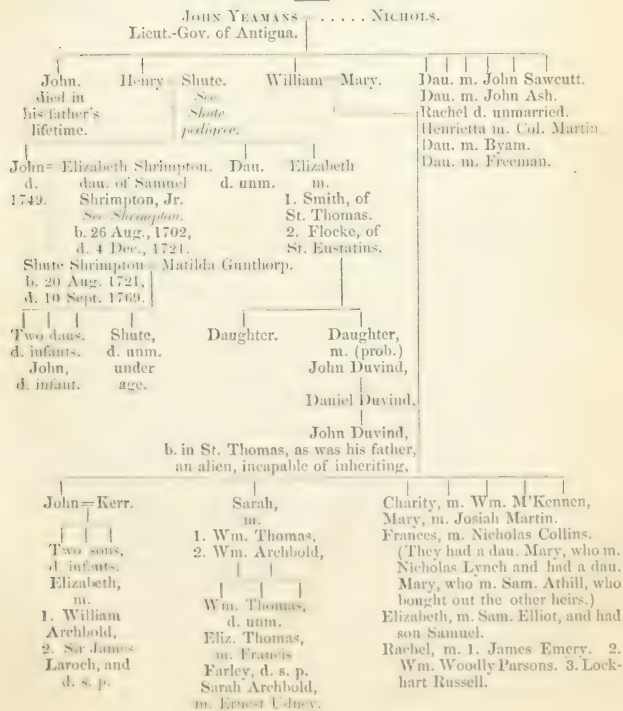 JOHN YEAMANS . . . . . NICHOLS.
Lieut.-Gov. of Antigua.
John.
died in
his father's
lifetime.
Henry Shute.
See
Shute
pedigree.
William Mary.
Dau. m. John Sawcutt.
Dau. m. John Ash.
Rachel d. unmarried.
Henrietta m. Col. Martin
Dau. m. Byam.
Dau. m. Freeman.
John= Elizabeth Shrimpton.
d. dau. of Samuel
1749. Shrimpton, Jr.
See Shrimpton.
b. 26 Aug., 1702,
d. 4 Dec., 1721.
Dau.
d. unm.
Elizabeth
m.
1. Smith, of
St. Thomas.
2. Flocke, of
St. Eustatius.
Shute Shrimpton Matilda Gunthorp.
b. 20 Aug. 1721,
d. 10 Sept. 1769.
Two daus.
d. infants.
John,
d. infant.
Shute,
d. unm.
under
age.
Daughter.
Daughter,
m. (prob.)
John Duvind,
Daniel Duvind,
John Duvind,
b. in St. Thomas, as was his father,
an alien, incapable of inheriting,
John=Kerr.
Two sons,
d infants.
Elizabeth,
m.
1. William
Archbold,
2. Sir James
Laroch, and
d. s. p.
Sarah,
m.
1. Wm. Thomas,
2. Wm. Archbold,
Wm. Thomas,
d. unm.
Eliz. Thomas,
m. Francis
Farley, d. s. p.
Sarah Archbold,
m. Ernest Udney.
Charity, m. Wm. M'Kennen,
Mary, m. Josiah Martin.
Frances, m. Nicholas Collins.
(They had a dau. Mary, who m.
Nicholas Lynch and had a dau.
Mary, who m. Sam. Athill, who
bought out the other heirs.)
Elizabeth, m. Sam. Elliot, and had
son Samuel.
Rachel, m. 1. James Emery. 2.
Wm. Woodly Parsons. 3. Lock-
hart Russell.